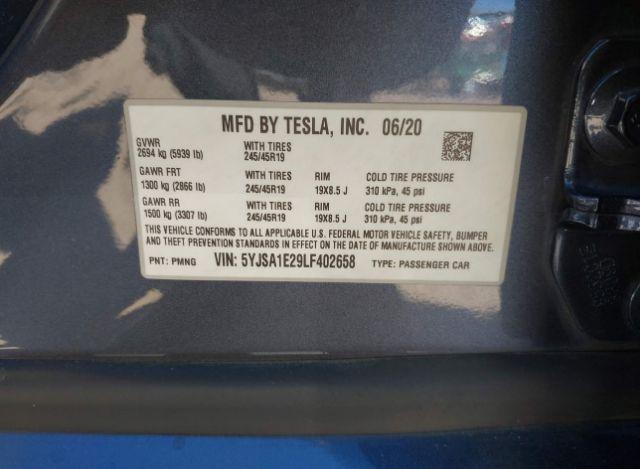 MFD BY TESLA, INC. 06/20
GVWR
2694 kg (5939 lb)
WITH TIRES
245/45R19
GAWR FRT
1300 kg (2866 lb)
WITH TIRES
245/45R19
RIM
19X8.5 J
COLD TIRE PRESSURE
310 kPa, 45 psi
GAWR RR
1500 kg (3307 lb)
WITH TIRES
245/45R19
RIM
19X8.5 J
COLD TIRE PRESSURE
310 kPa, 45 psi
THIS VEHICLE CONFORMS TO ALL APPLICABLE U.S. FEDERAL MOTOR VEHICLE SAFETY, BUMPER
AND THEFT PREVENTION STANDARDS IN EFFECT ON THE DATE OF MANUFACTURE SHOWN ABOVE.
PNT: PMNG VIN: 5YJSA1E29LF402658 TYPE: PASSENGER CAR